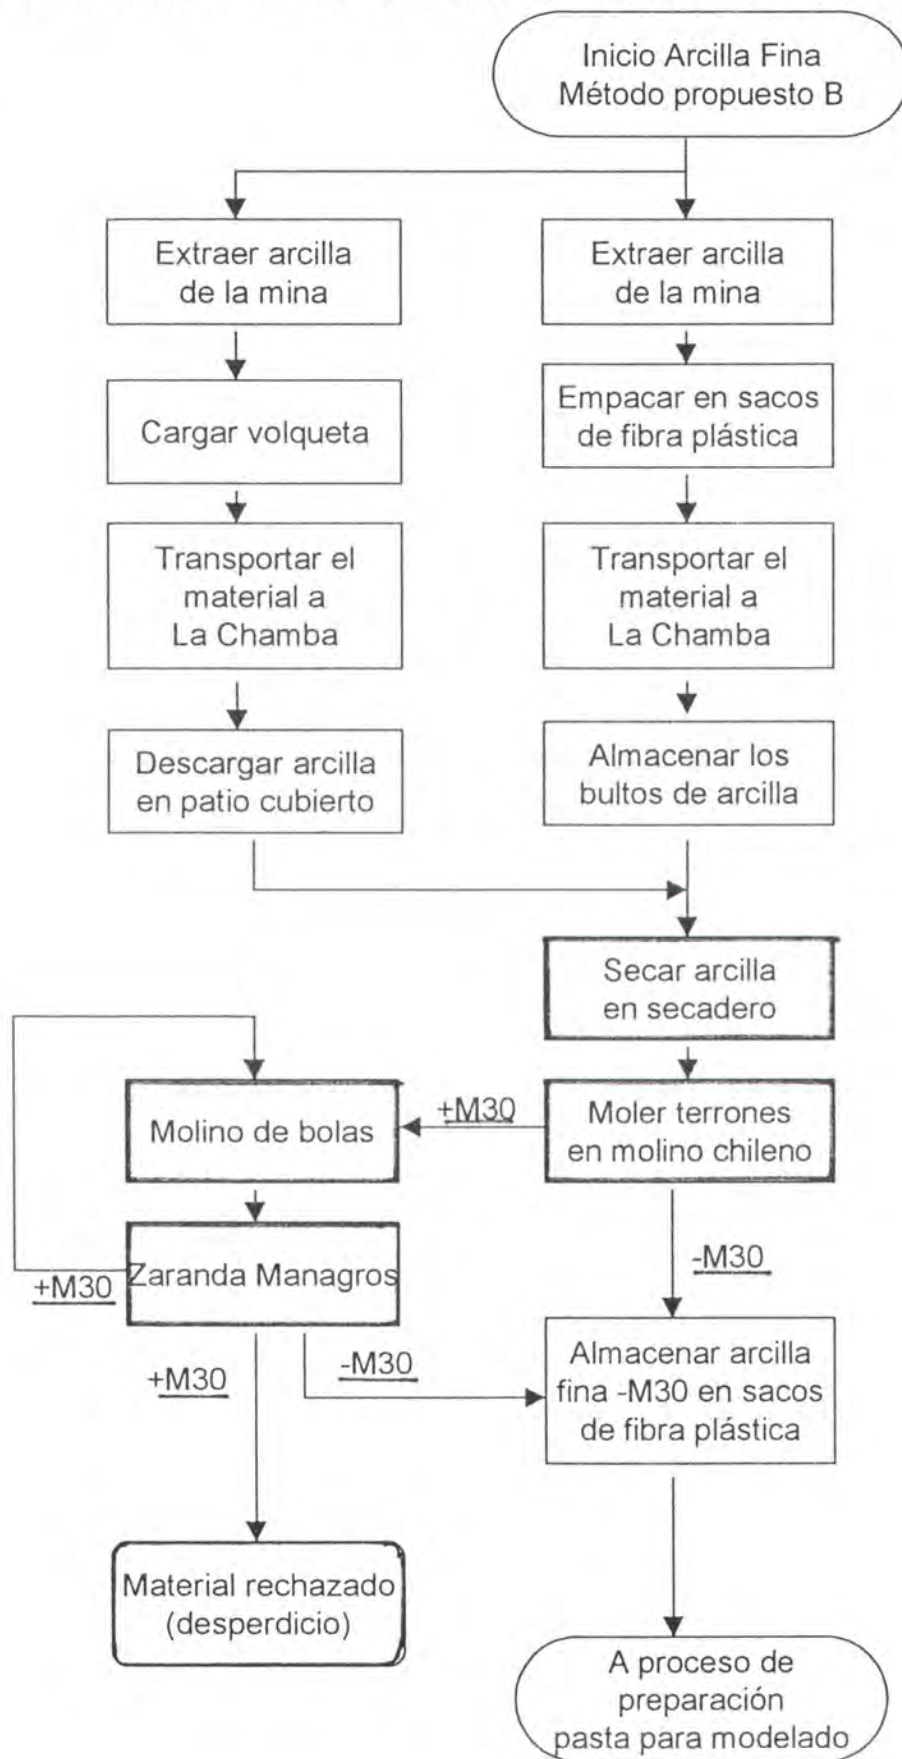 Inicio Arcilla Fina
Método propuesto B
Extraer arcilla
de la mina
Extraer arcilla
de la mina
Cargar volqueta
Empacar en sacos
de fibra plástica
Transportar el
material a
La Chamba
Transportar el
material a
La Chamba
Descargar arcilla
en patio cubierto
Almacenar los
bultos de arcilla
Secar arcilla
en secadero
Molino de bolas
+M30
Moler terrones
en molino chileno
Zaranda Managros
+M30
-M30
+M30
-M30
Almacenar arcilla
fina -M30 en sacos
de fibra plástica
Material rechazado
(desperdicio)
A proceso de
preparación
pasta para modelado